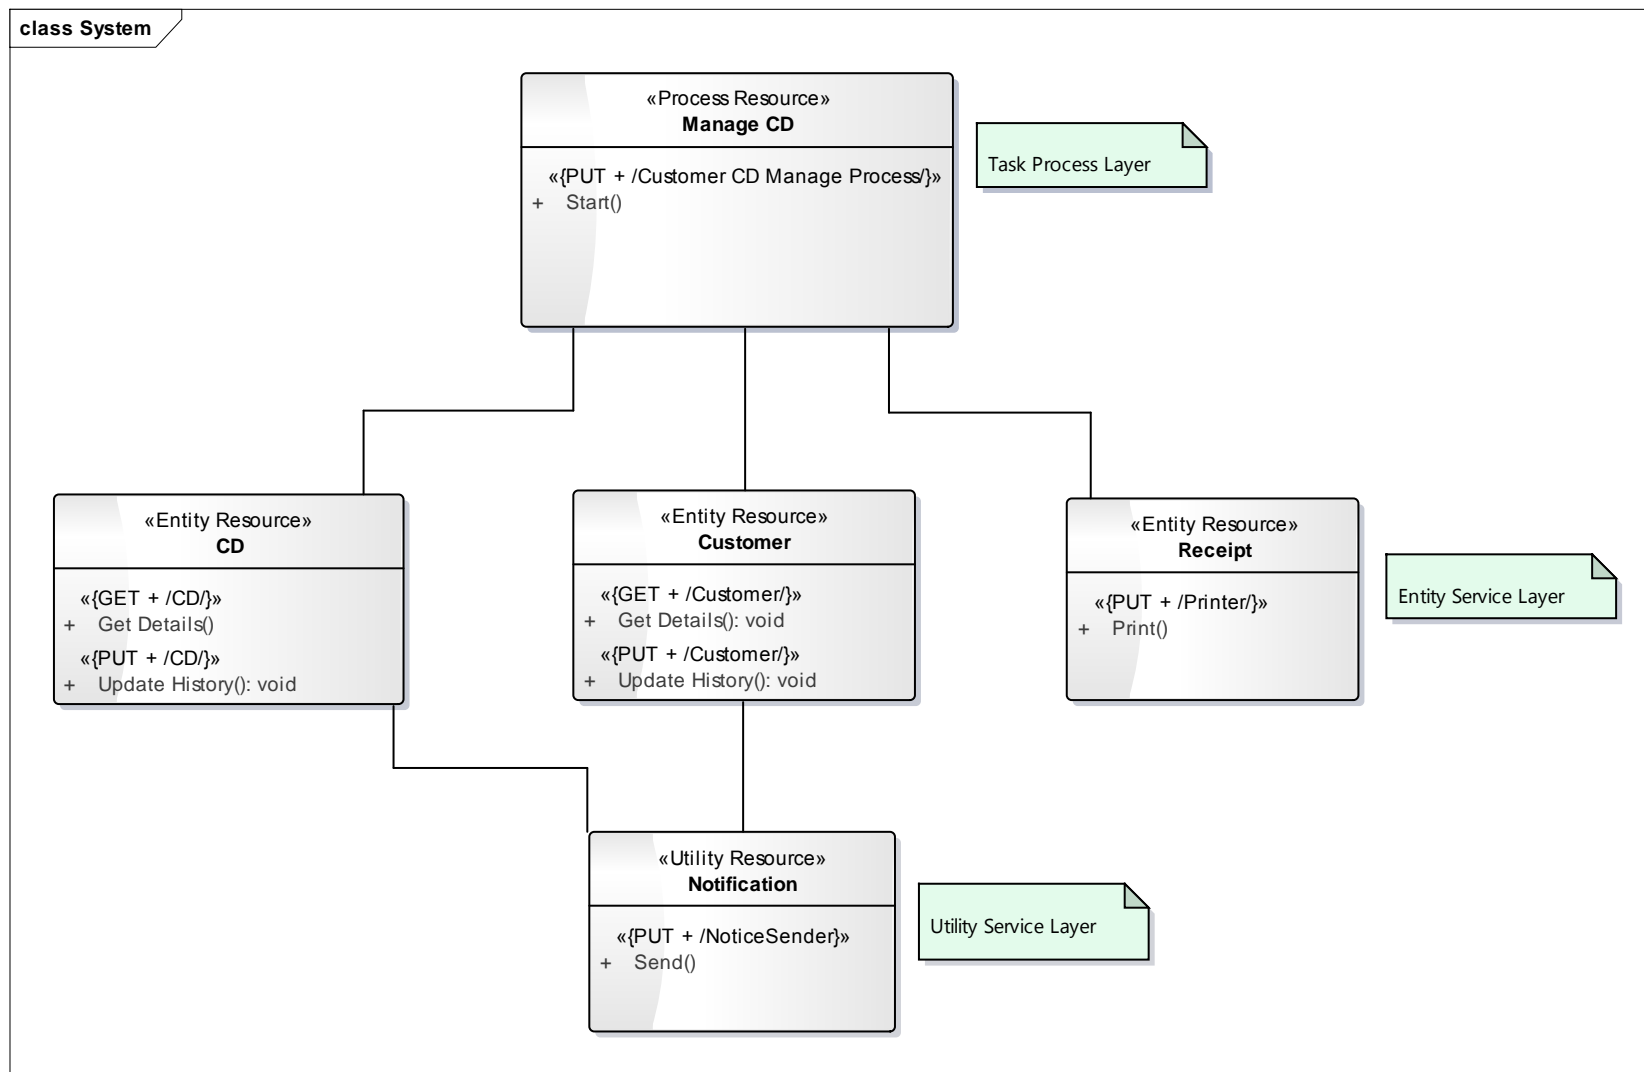 class System
«Process Resource»
Manage CD
«{PUT + /Customer CD Manage Process/}»
+ Start()
Task Process Layer
«Entity Resource»
CD
«{GET + /CD/}»
+ Get Details()
«{PUT + /CD/}»
+ Update History(): void
«Entity Resource»
Customer
«{GET + /Customer/}»
+ Get Details(): void
«{PUT + /Customer/}»
+ Update History(): void
«Entity Resource»
Receipt
«{PUT + /Printer/}»
+ Print()
Entity Service Layer
«Utility Resource»
Notification
«{PUT + /NoticeSender}»
+ Send()
Utility Service Layer